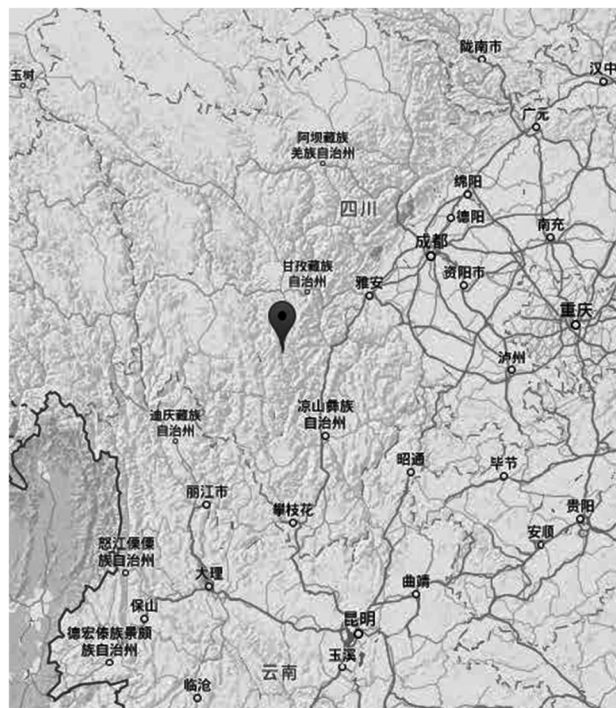 陇南市
汉中
玉树
广元
阿坝藏族
羌族自治州
绵阳
四川
德阳
南充
成都
甘孜藏族
自治州
资阳市
雅安
重庆
泸州
凉山彝族
自治州
迪庆藏族
自治州
昭通
毕节
丽江市
攀枝花
贵阳
安顺
怒江傈僳
族自治州
大理
曲靖
保山
昆明
德宏傣族景颇
族自治州
玉溪
云南
临沧